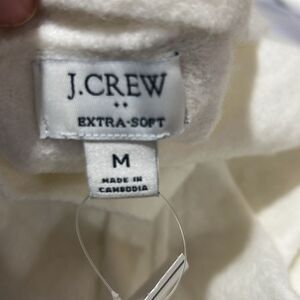 J.CREW
EXTRA-SOFT
M
MADE IN
CAMBODIA